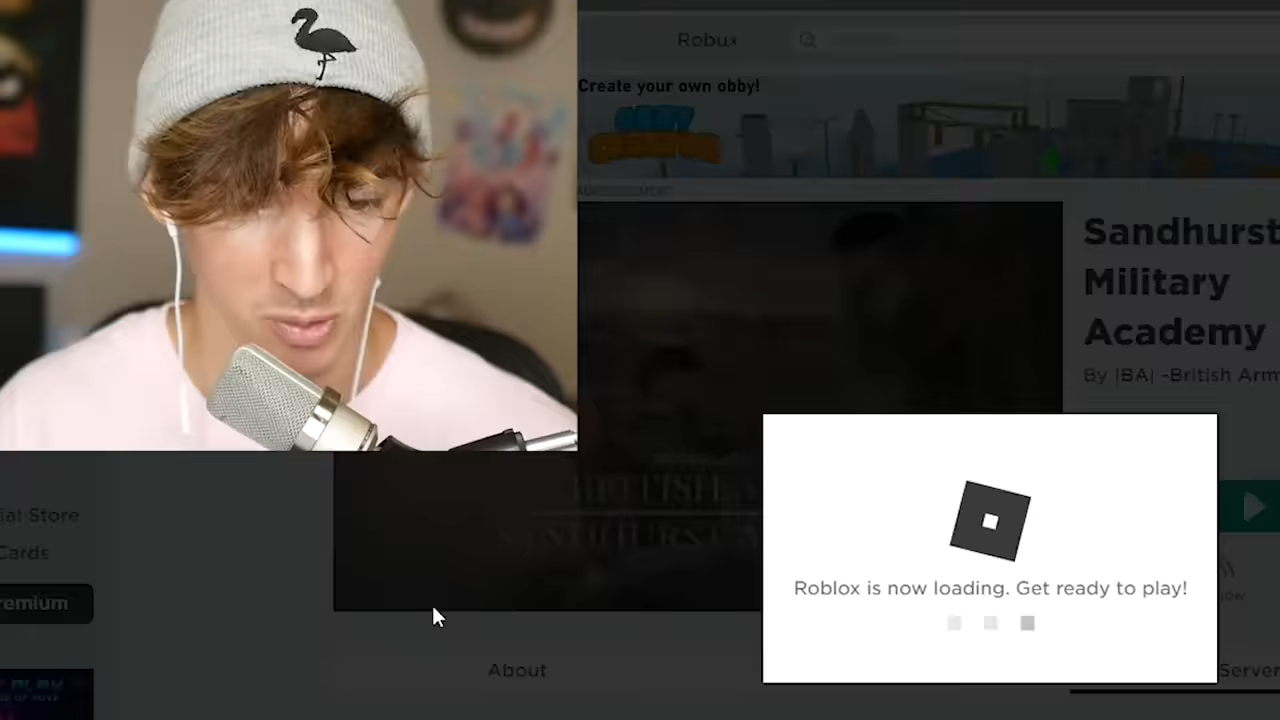 Robux
Create your own obby!
ADVERTISEMENT
Sandhurst
Military
Academy
By |BA| -British Arm
ial Store
Cards
remium
Roblox is now loading. Get ready to play!
About
Server